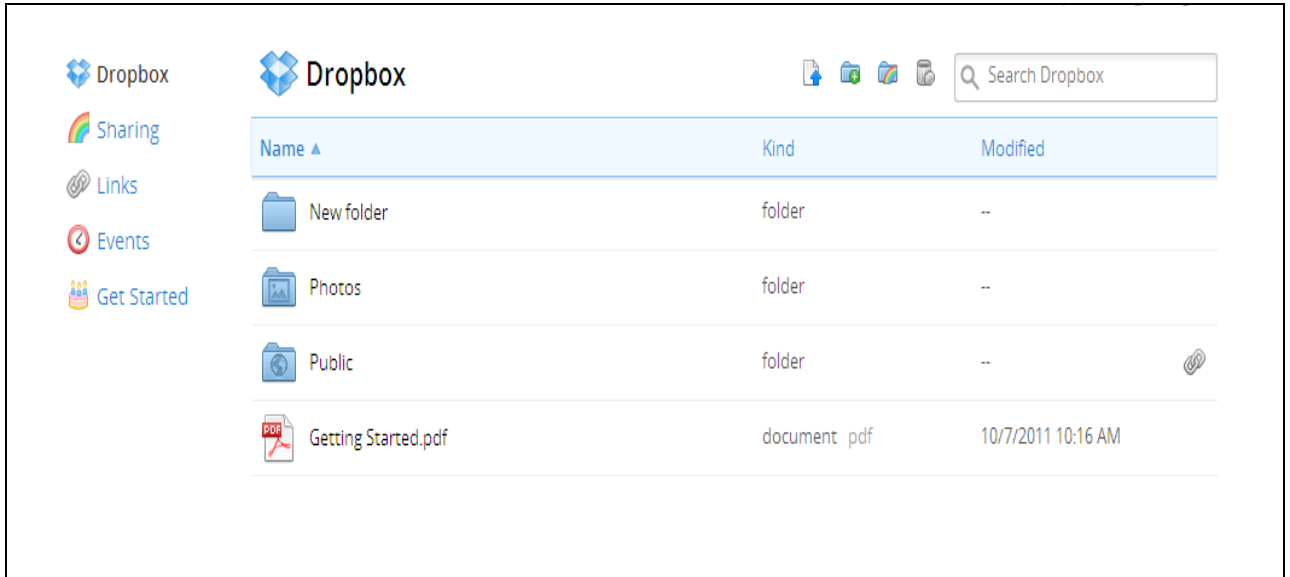 Dropbox
Sharing
Links
Events
Get Started
Dropbox
Search Dropbox
Name ▲ Kind Modified
New folder folder --
Photos folder --
Public folder --
PDF
Getting Started.pdf document pdf 10/7/2011 10:16 AM